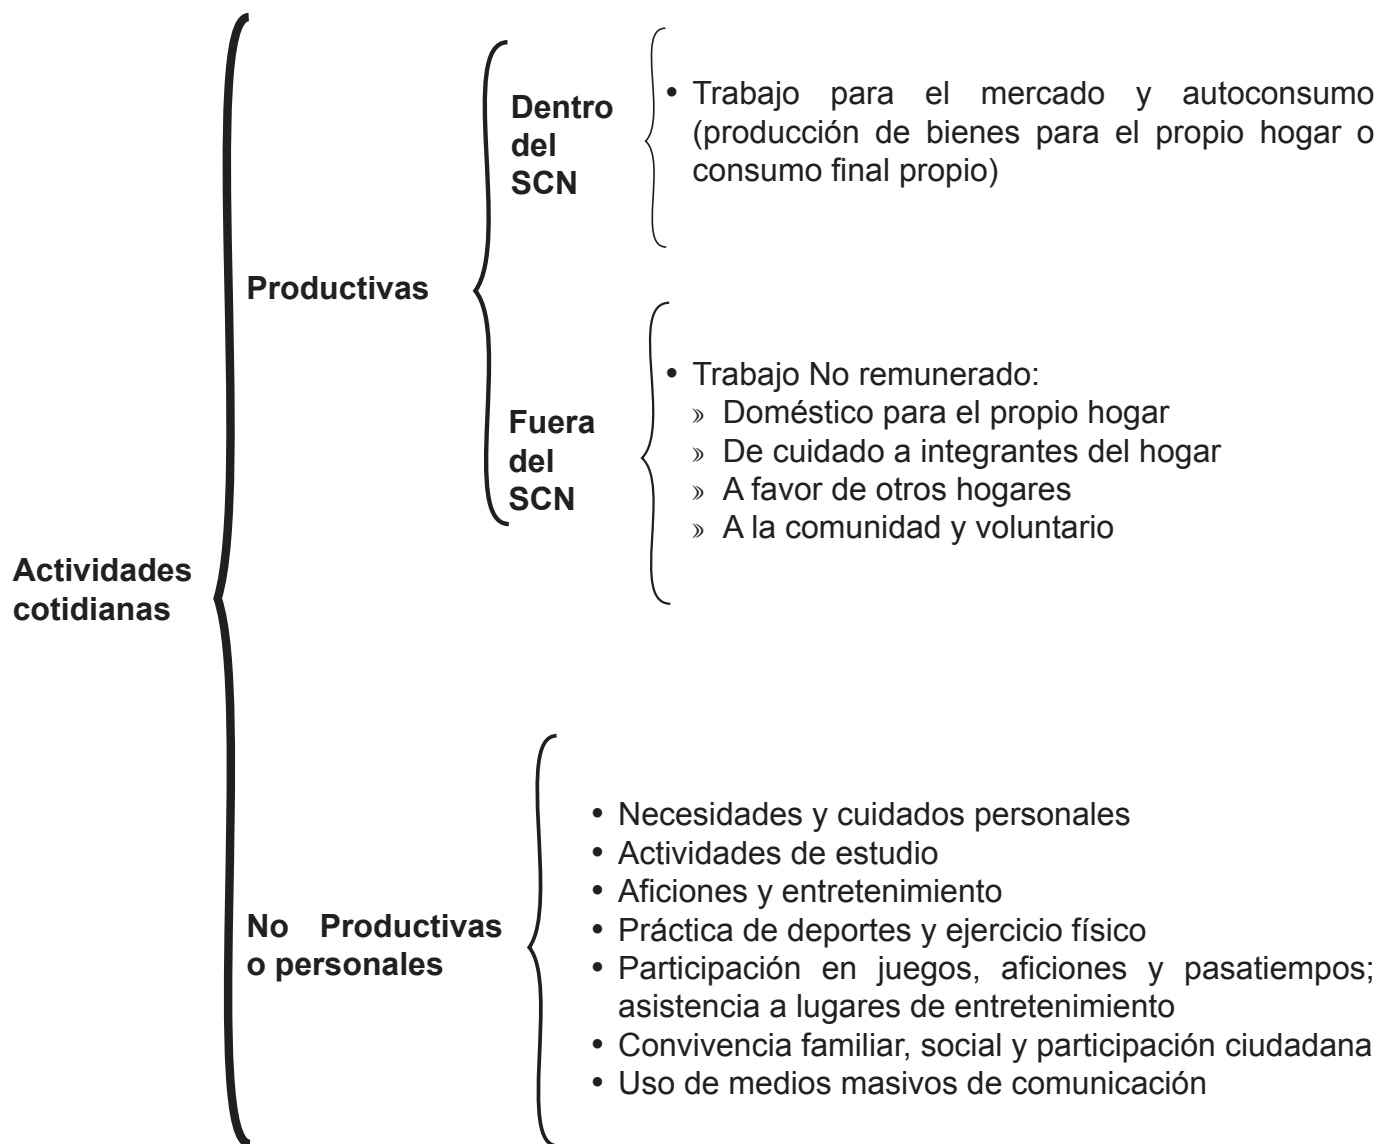 Dentro
del
SCN
• Trabajo para el mercado y autoconsumo
(producción de bienes para el propio hogar o
consumo final propio)
Productivas
Fuera
del
SCN
• Trabajo No remunerado:
» Doméstico para el propio hogar
» De cuidado a integrantes del hogar
» A favor de otros hogares
» A la comunidad y voluntario
Actividades
cotidianas
No Productivas
o personales
• Necesidades y cuidados personales
• Actividades de estudio
• Aficiones y entretenimiento
• Práctica de deportes y ejercicio físico
• Participación en juegos, aficiones y pasatiempos;
asistencia a lugares de entretenimiento
• Convivencia familiar, social y participación ciudadana
• Uso de medios masivos de comunicación